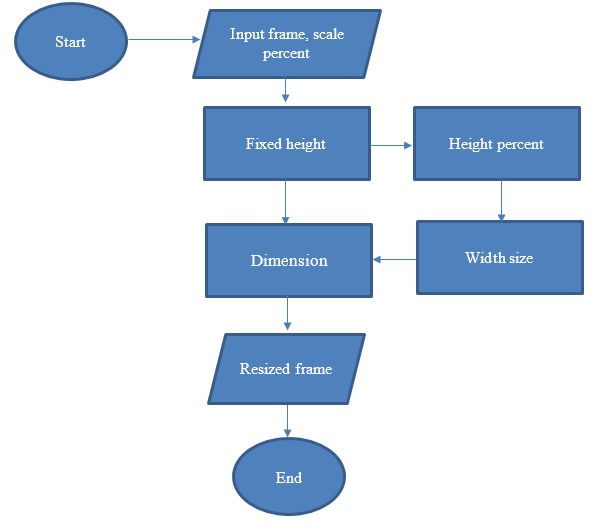 Start
Input frame, scale
percent
Fixed height
Height percent
Dimension
Width size
Resized frame
End